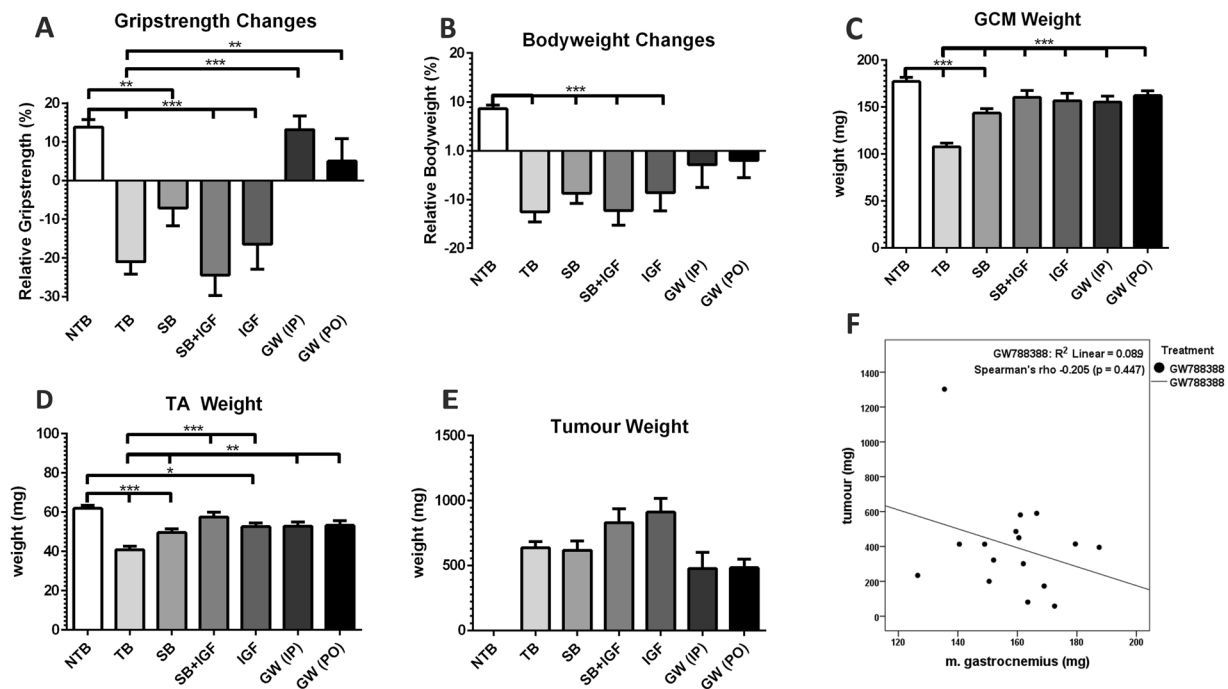 A
Gripstrength Changes
**
***
**
***
Relative Gripstrength (%)
20
10
0
-10
-20
-30
NTB
TB
SB
SB+IGF
IGF
GW (IP)
GW (PO)
B
Bodyweight Changes
***
Relative Bodyweight (%)
20
10
1.0
-10
-20
NTB
TB
SB
SB+IGF
IGF
GW (IP)
GW (PO)
C
GCM Weight
***
***
weight (mg)
200
150
100
50
0
NTB
TB
SB
SB+IGF
IGF
GW (IP)
GW (PO)
D
TA Weight
***
**
*
***
weight (mg)
100
80
60
40
20
0
NTB
TB
SB
SB+IGF
IGF
GW (IP)
GW (PO)
E
Tumour Weight
weight (mg)
1500
1000
500
0
NTB
TB
SB
SB+IGF
IGF
GW (IP)
GW (PO)
F
GW788388: R² Linear = 0.089
Spearman's rho -0.205 (p = 0.447)
Treatment
GW788388
GW788388
tumour (mg)
1400
1200
1000
800
600
400
200
0
120
140
160
180
200
m. gastrocnemius (mg)